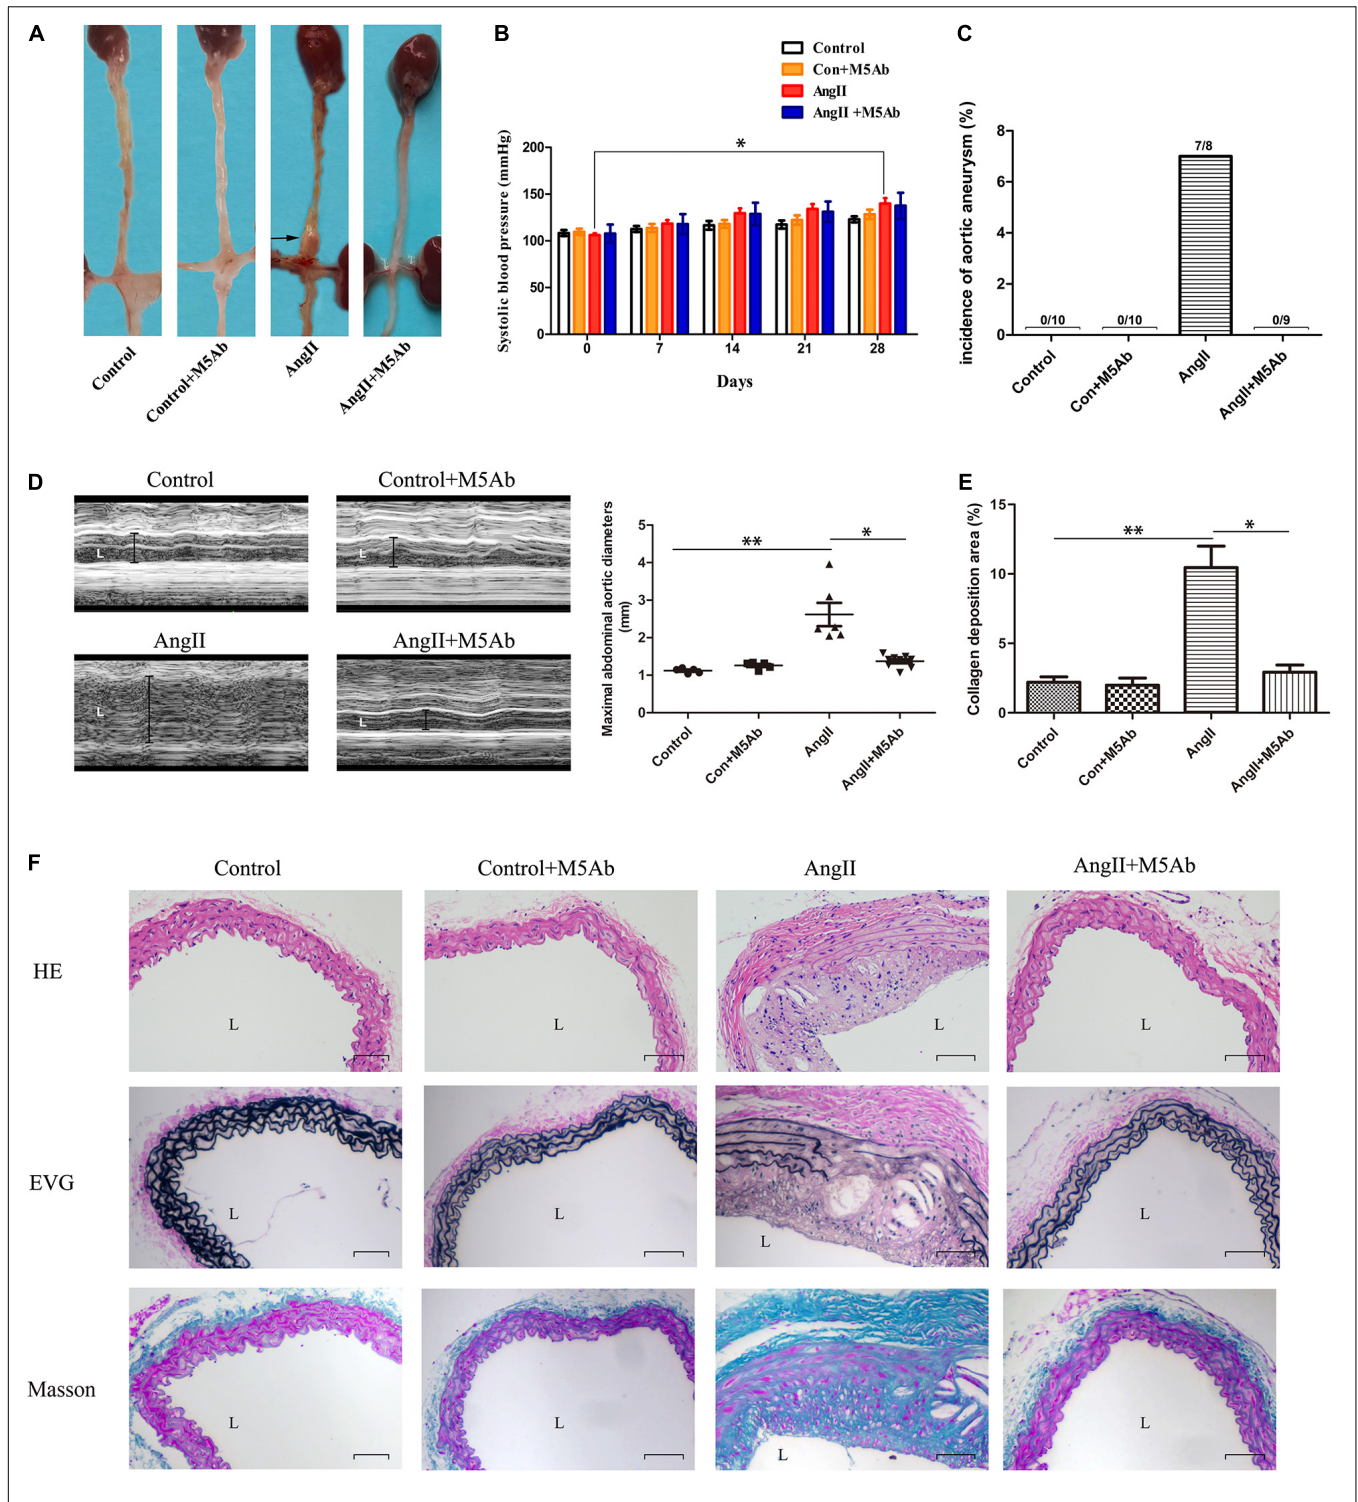 A
Control
Control+M5Ab
AngII
AngII+M5Ab
B
Control
Con+M5Ab
AngII
AngII +M5Ab
Systolic blood pressure (mmHg)
200
150
100
50
0
*
0 7 14 21 28
Days
C
incidence of aortic aneurysm (%)
8
6
4
2
0
0/10 0/10 7/8 0/9
Control
Con+M5Ab
AngII
AngII+M5Ab
D
Control Control+M5Ab
L L
AngII AngII+M5Ab
L L
Maximal abdominal aortic diameters
(mm)
5
4
3
2
1
0
** *
Control
Con+M5Ab
AngII
AngII+M5Ab
E
Collagen deposition area (%)
15
10
5
0
** *
Control
Con+M5Ab
AngII
AngII+M5Ab
F
Control Control+M5Ab AngII AngII+M5Ab
HE
L L L L
EVG
L L L L
Masson
L L L L